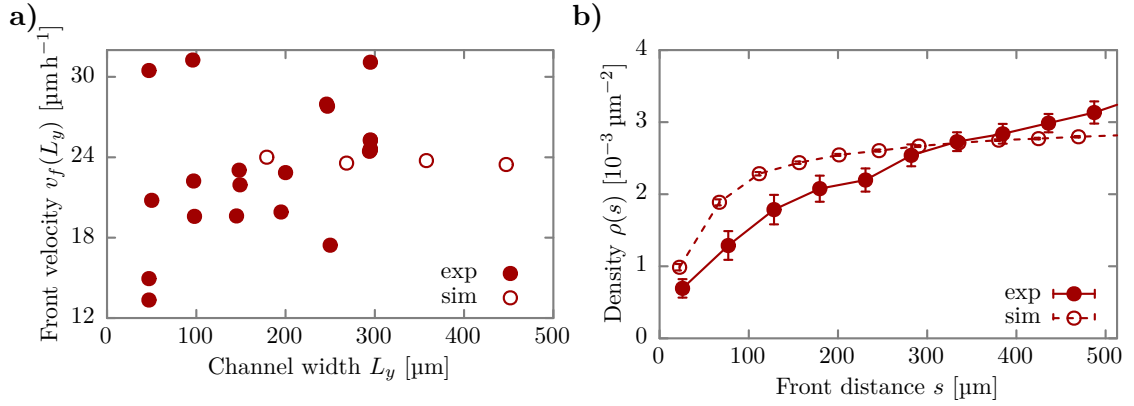 a)
Front velocity v_f(L_y) [µm h⁻¹]
30
24
18
12
0 100 200 300 400 500
Channel width L_y [µm]
exp
sim
b)
Density ρ(s) [10⁻³ µm⁻²]
4
3
2
1
0
0 100 200 300 400 500
Front distance s [µm]
exp
sim